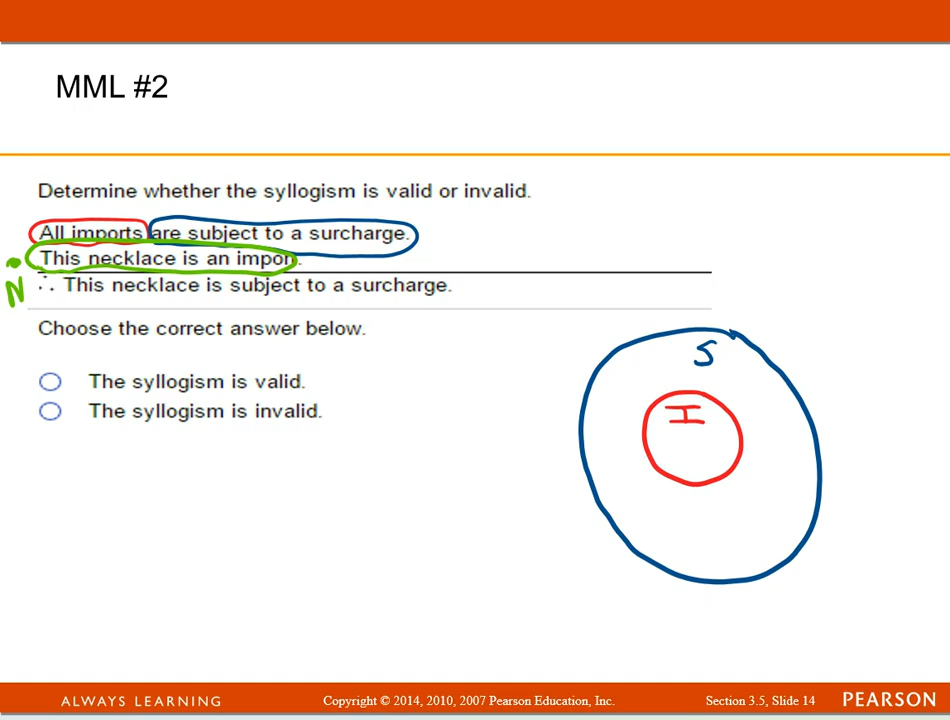 MML #2
Determine whether the syllogism is valid or invalid.
All imports are subject to a surcharge.
This necklace is an import.
∴ This necklace is subject to a surcharge.
N
Choose the correct answer below.
S
The syllogism is valid.
I
The syllogism is invalid.
ALWAYS LEARNING Copyright © 2014, 2010, 2007 Pearson Education, Inc. Section 3.5, Slide 14 PEARSON